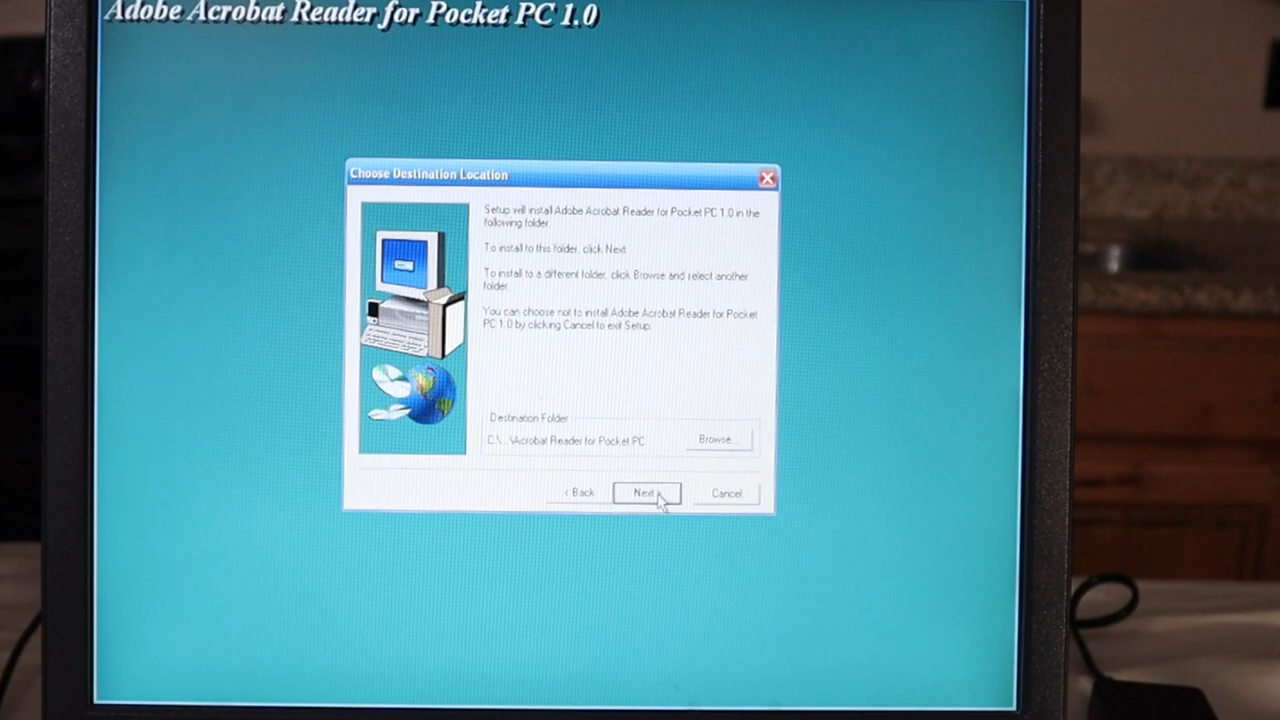 Adobe Acrobat Reader for Pocket PC 1.0
Choose Destination Location
Setup will install Adobe Acrobat Reader for Pocket PC 1.0 in the
following folder.
To install to this folder, click Next.
To install to a different folder, click Browse and select another
folder.
You can choose not to install Adobe Acrobat Reader for Pocket
PC 1.0 by clicking Cancel to exit Setup.
Destination Folder
C:\...\Acrobat Reader for Pocket PC
Browse...
< Back
Next >
Cancel